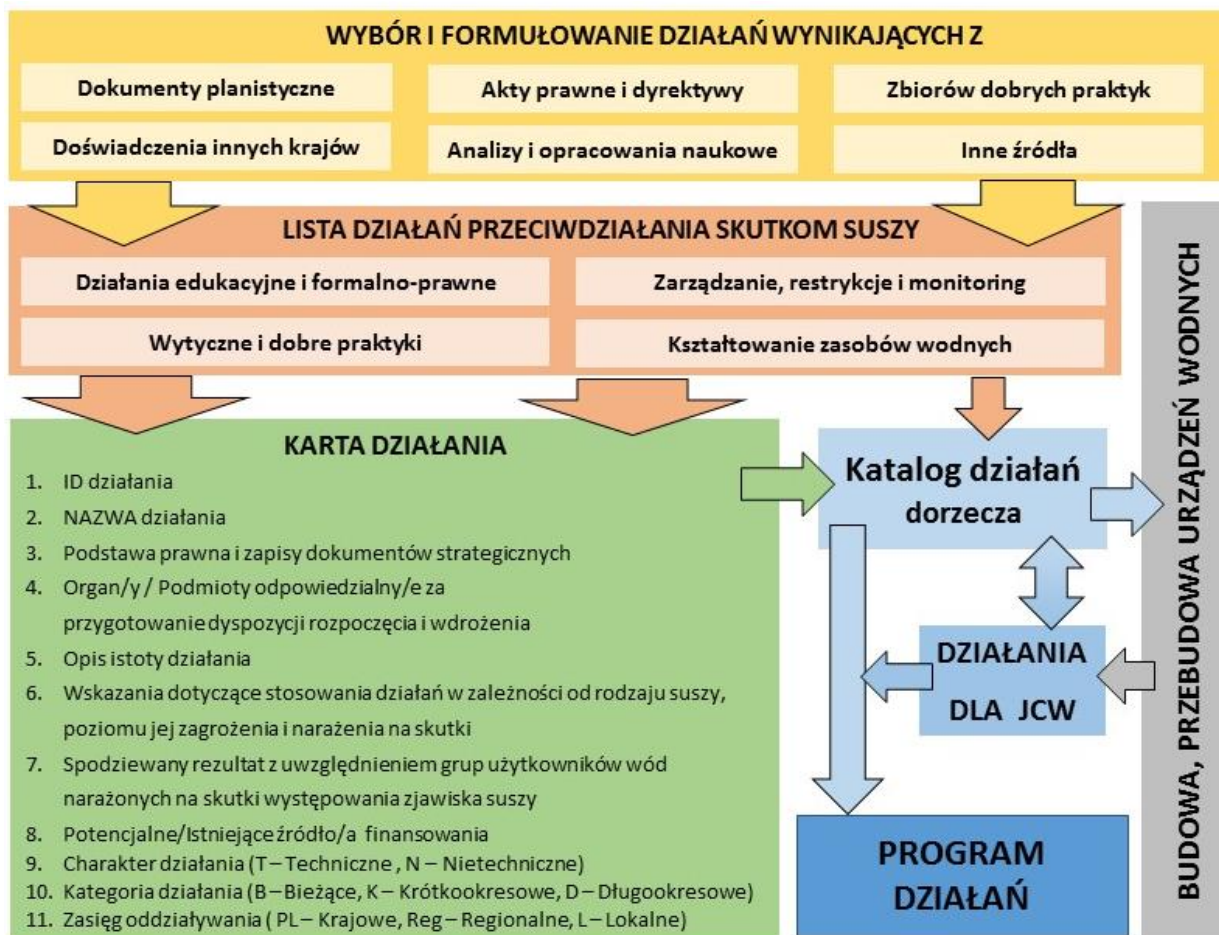 WYBÓR I FORMUŁOWANIE DZIAŁAŃ WYNIKAJĄCYCH Z
Dokumenty planistyczne
Akty prawne i dyrektywy
Zbiorów dobrych praktyk
Doświadczenia innych krajów
Analizy i opracowania naukowe
Inne źródła
LISTA DZIAŁAŃ PRZECIWDZIAŁANIA SKUTKOM SUSZY
Działania edukacyjne i formalno-prawne
Zarządzanie, restrykcje i monitoring
Wytyczne i dobre praktyki
Kształtowanie zasobów wodnych
KARTA DZIAŁANIA
1. ID działania
2. NAZWA działania
3. Podstawa prawna i zapisy dokumentów strategicznych
4. Organ/y / Podmioty odpowiedzialny/e za
przygotowanie dyspozycji rozpoczęcia i wdrożenia
5. Opis istoty działania
6. Wskazania dotyczące stosowania działań w zależności od rodzaju suszy,
poziomu jej zagrożenia i narażenia na skutki
7. Spodziewany rezultat z uwzględnieniem grup użytkowników wód
narażonych na skutki występowania zjawiska suszy
8. Potencjalne/Istniejące źródło/a finansowania
9. Charakter działania (T – Techniczne , N – Nietechniczne)
10. Kategoria działania (B – Bieżące, K – Krótkookresowe, D – Długookresowe)
11. Zasięg oddziaływania ( PL – Krajowe, Reg – Regionalne, L – Lokalne)
Katalog działań
dorzecza
DZIAŁANIA
DLA JCW
PROGRAM
DZIAŁAŃ
BUDOWA, PRZEBUDOWA URZĄDZEŃ WODNYCH